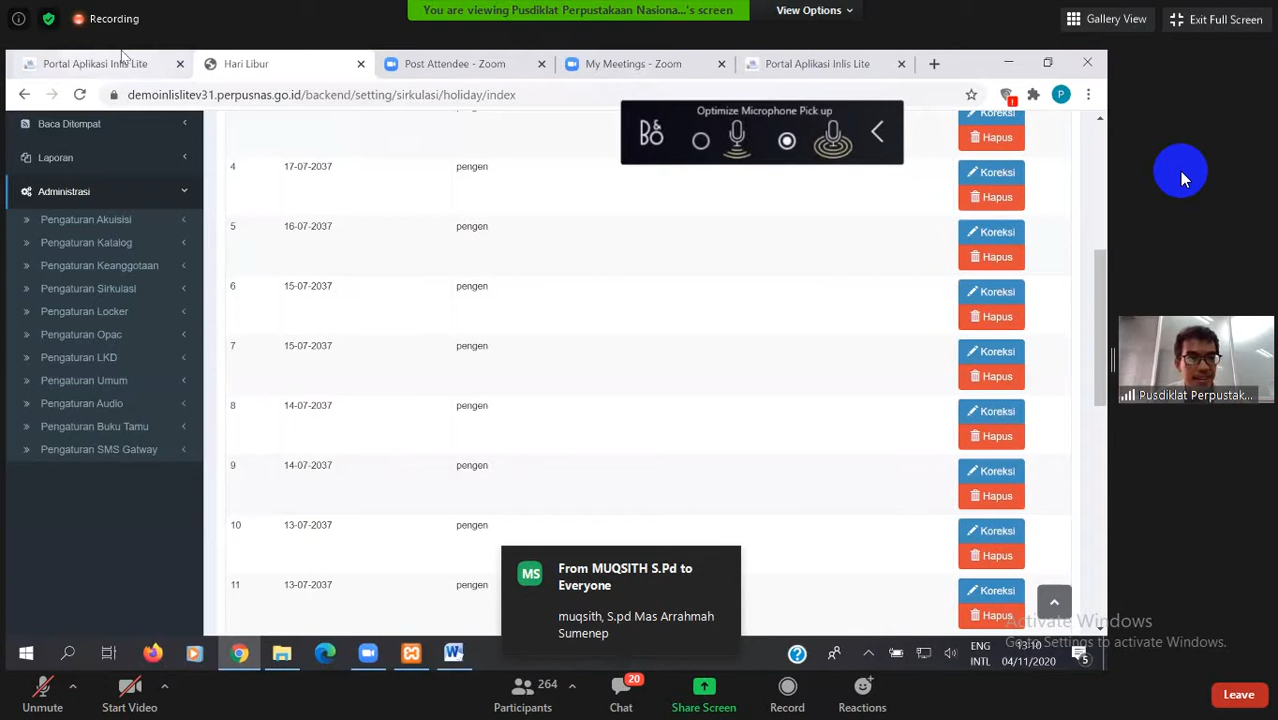 Recording
You are viewing Pusdiklat Perpustakaan Nasiona...'s screen
View Options
Gallery View
Exit Full Screen
Portal Aplikasi Inlis Lite
Hari Libur
Post Attendee - Zoom
My Meetings - Zoom
Portal Aplikasi Inlis Lite
demoinlislitev31.perpusnas.go.id/backend/setting/sirkulasi/holiday/index
P
Optimize Microphone Pick up
B&O
Baca Ditempat
Laporan
Administrasi
Pengaturan Akuisisi
Pengaturan Katalog
Pengaturan Keanggotaan
Pengaturan Sirkulasi
Pengaturan Locker
Pengaturan Opac
Pengaturan LKD
Pengaturan Umum
Pengaturan Audio
Pengaturan Buku Tamu
Pengaturan SMS Gatway
Koreksi
Hapus
4 17-07-2037 pengen Koreksi
Hapus
5 16-07-2037 pengen Koreksi
Hapus
6 15-07-2037 pengen Koreksi
Hapus
7 15-07-2037 pengen Koreksi
Hapus
8 14-07-2037 pengen Koreksi
Hapus
9 14-07-2037 pengen Koreksi
Hapus
10 13-07-2037 pengen Koreksi
Hapus
11 13-07-2037 pengen Koreksi
Hapus
Pusdiklat Perpustak...
MS
From MUQSITH S.Pd to
Everyone
muqsith, S.pd Mas Arrahmah
Sumenep
Activate Windows
Go to Settings to activate Windows.
ENG
INTL
13:10
04/11/2020
5
Unmute
Start Video
264
Participants
20
Chat
Share Screen
Record
Reactions
Leave